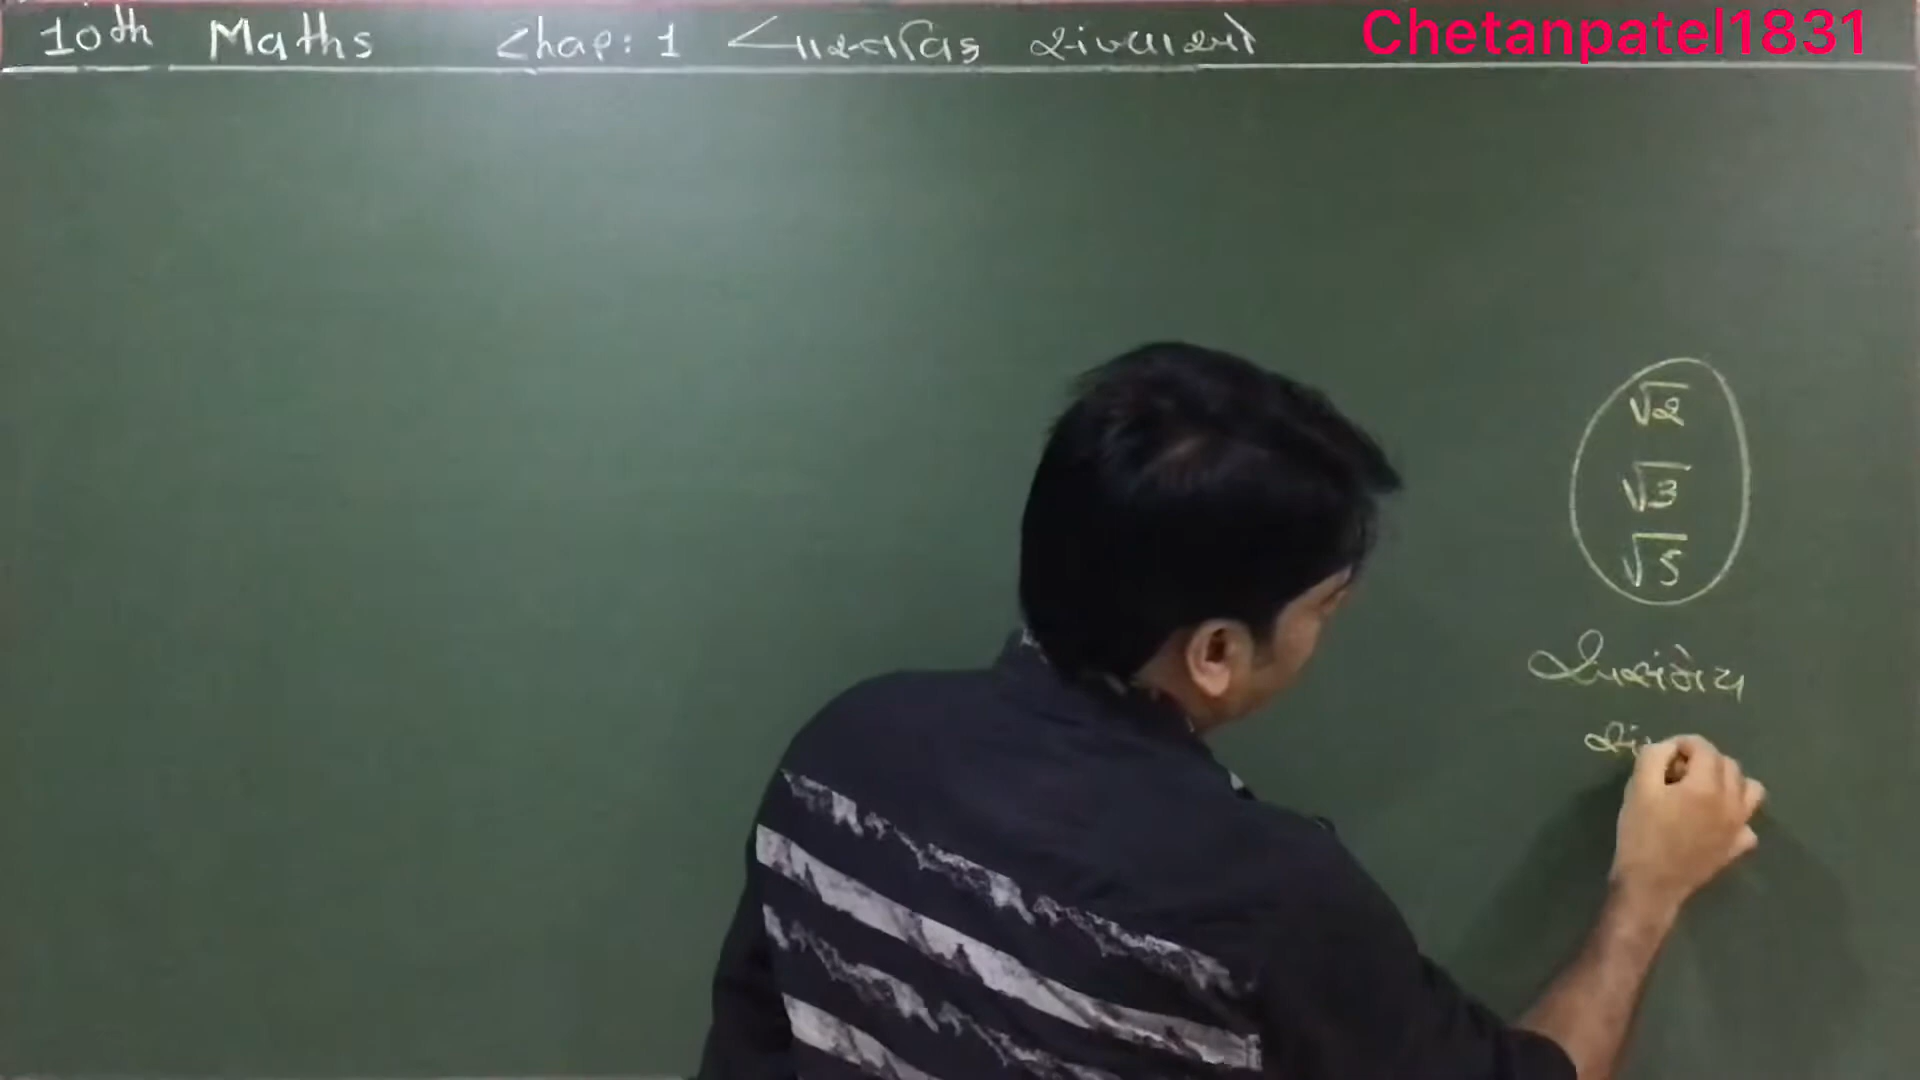 10th Maths Chap: 1 વાસ્તવિક સંખ્યાઓ
Chetanpatel1831
√2
√3
√5
અસંમેય
સં